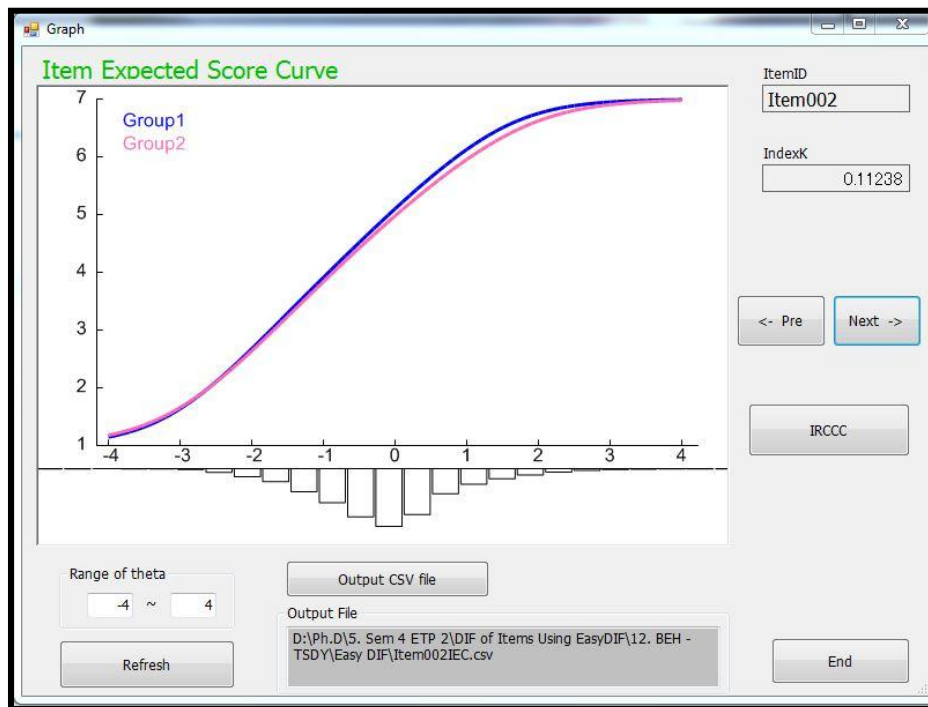 Graph
Item Expected Score Curve
Group1
Group2
7
6
5
4
3
2
1
-4 -3 -2 -1 0 1 2 3 4
ItemID
Item002
IndexK
0.11238
<- Pre Next ->
IRCCC
Range of theta
-4 ~ 4
Refresh
Output CSV file
Output File
D:\Ph.D\5. Sem 4 ETP 2\DIF of Items Using EasyDIF\12. BEH -
TSDY\Easy DIF\Item002IEC.csv
End